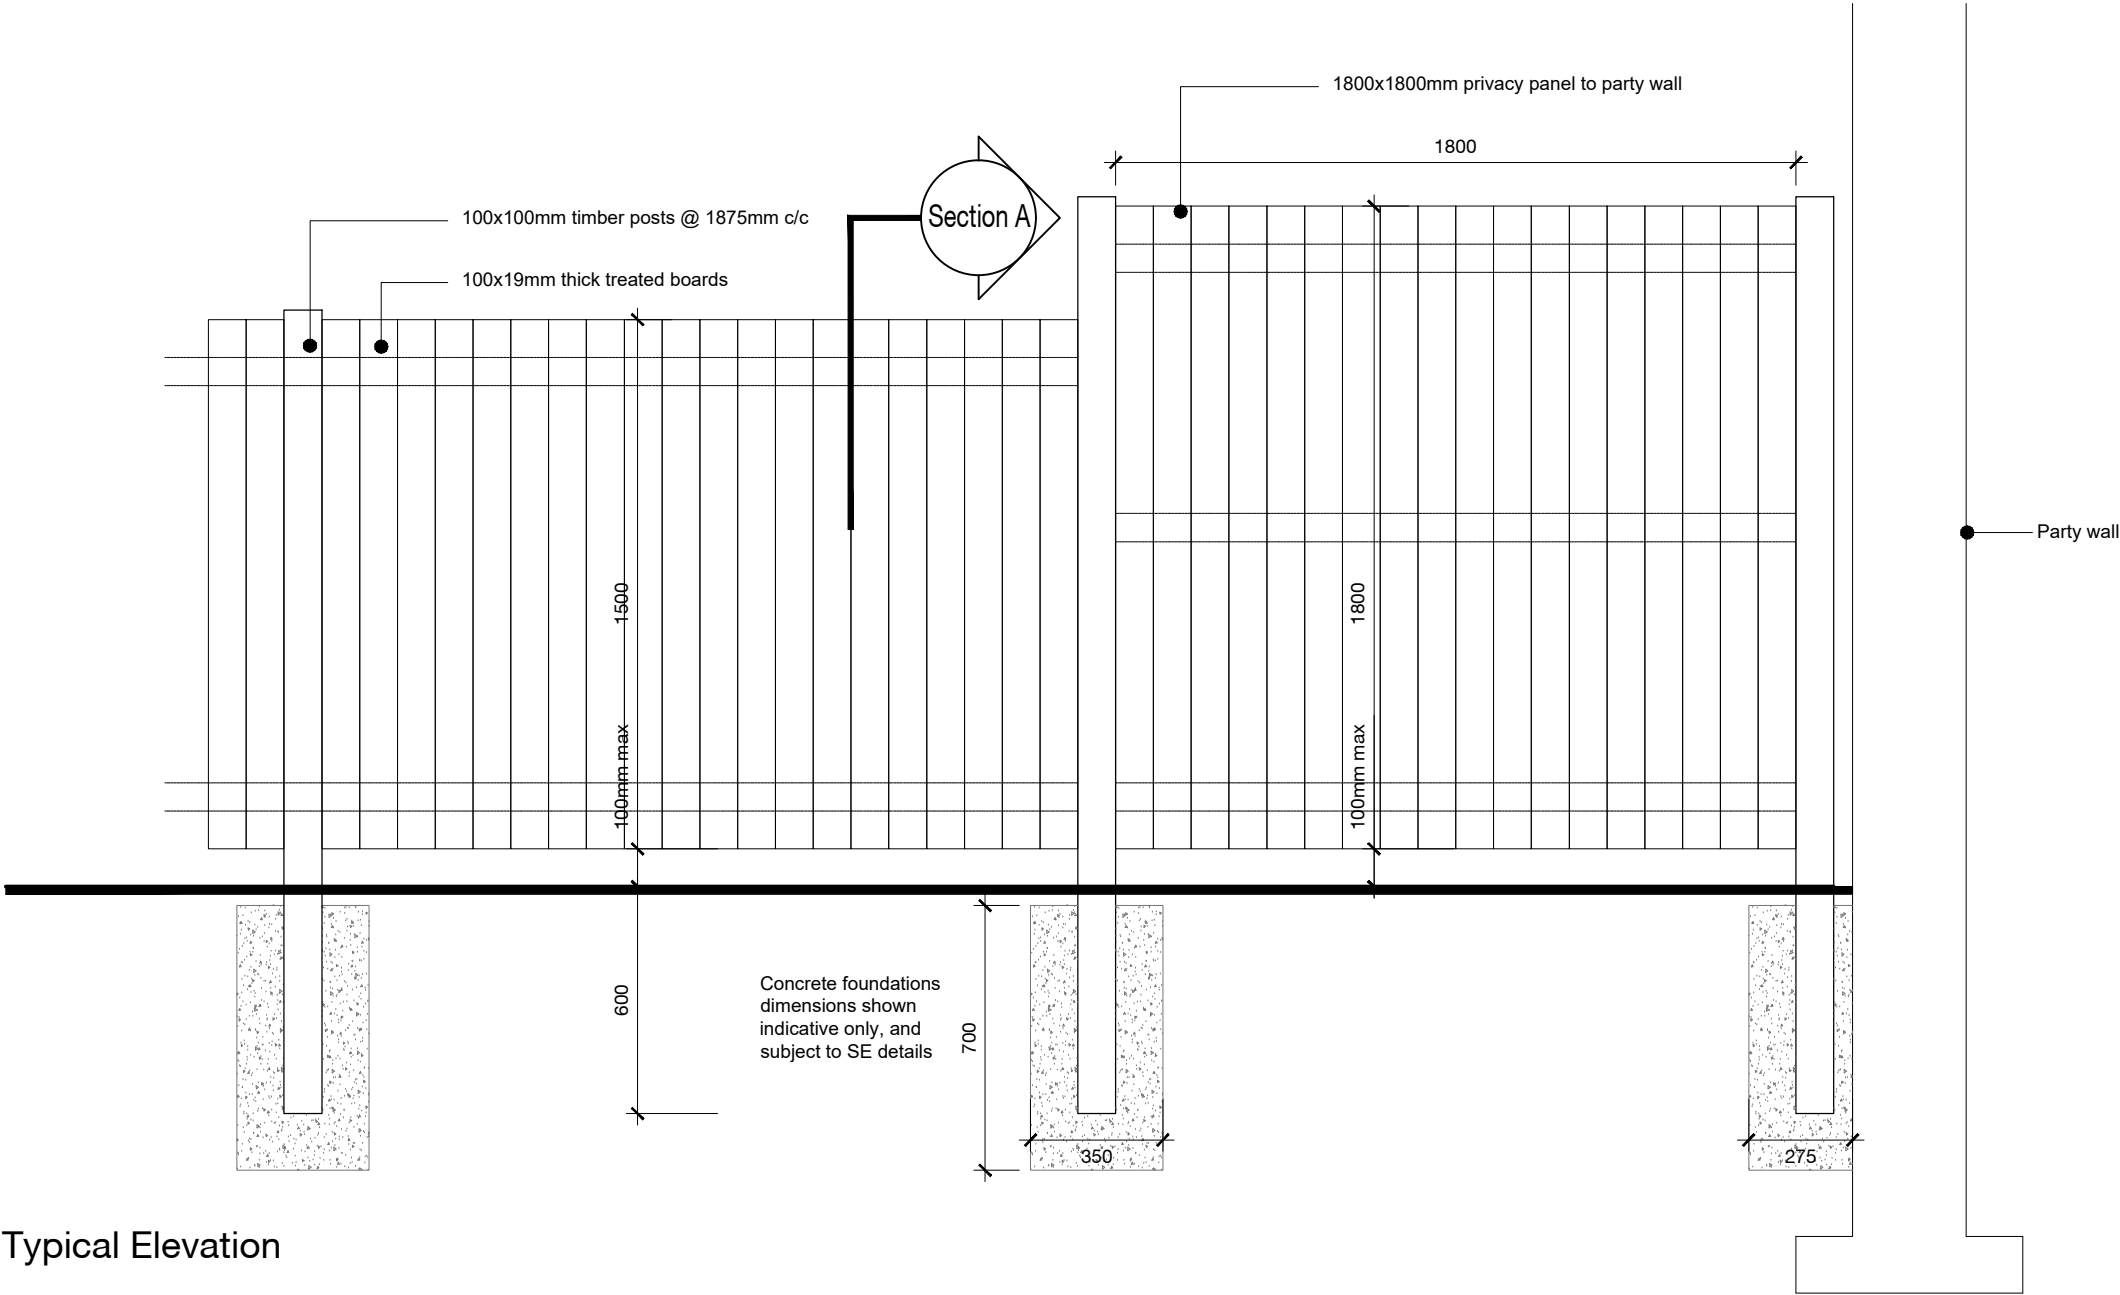 1800x1800mm privacy panel to party wall
1800
100x100mm timber posts @ 1875mm c/c
Section A
100x19mm thick treated boards
Party wall
1500
1800
100mm max
100mm max
600
Concrete foundations
dimensions shown
indicative only, and
subject to SE details
700
350
275
Typical Elevation